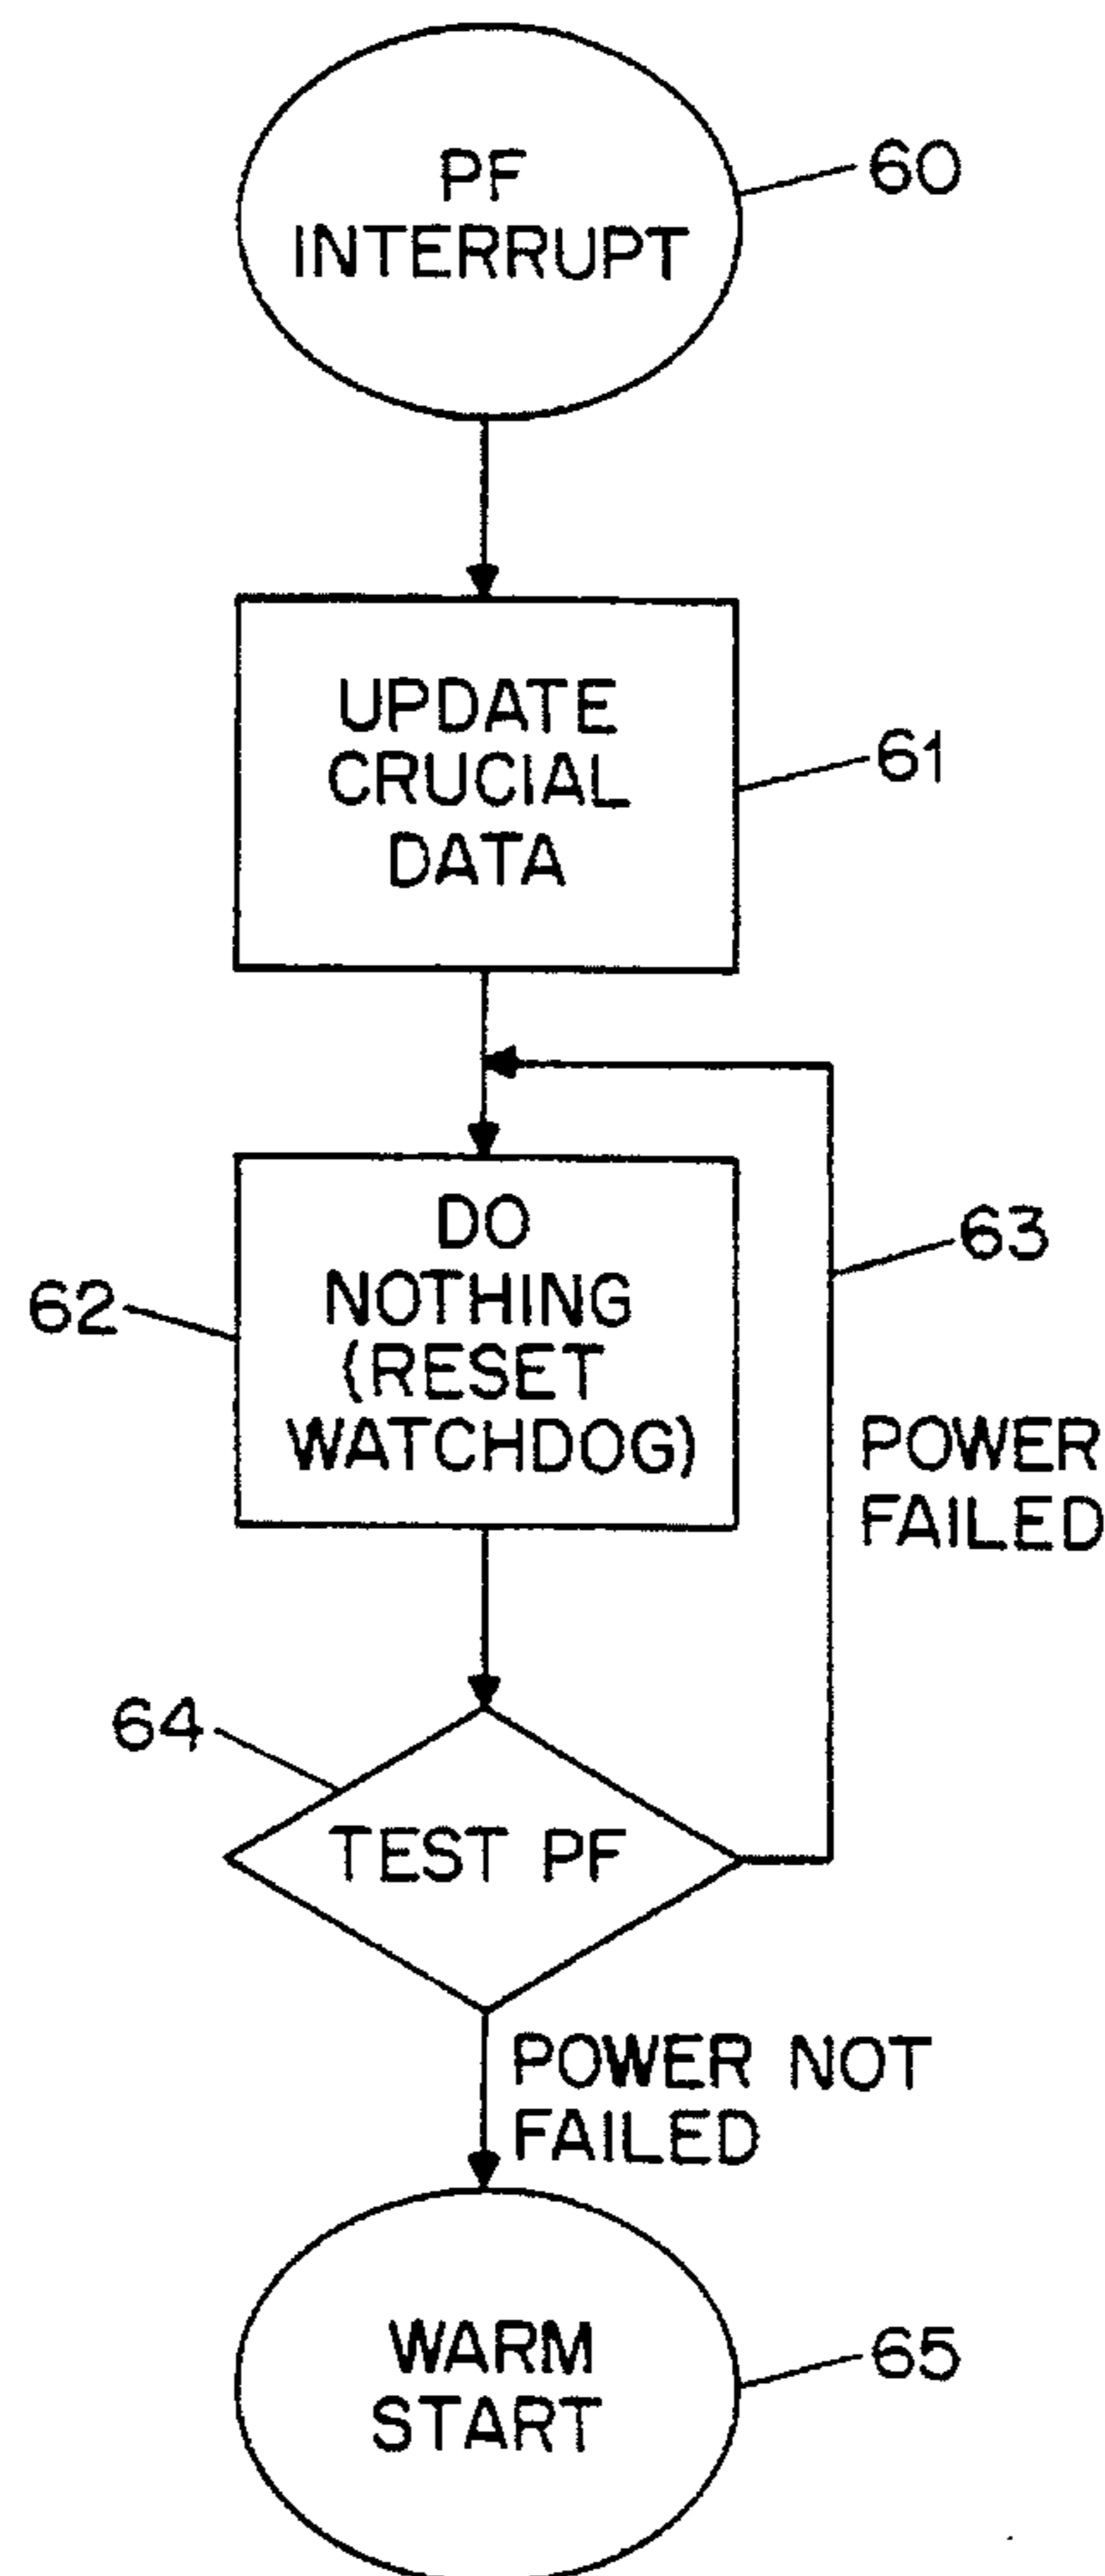 PF
INTERRUPT
60
UPDATE
CRUCIAL
DATA
61
DO
NOTHING
(RESET
WATCHDOG)
62
63
POWER
FAILED
64
TEST PF
POWER NOT
FAILED
WARM
START
65